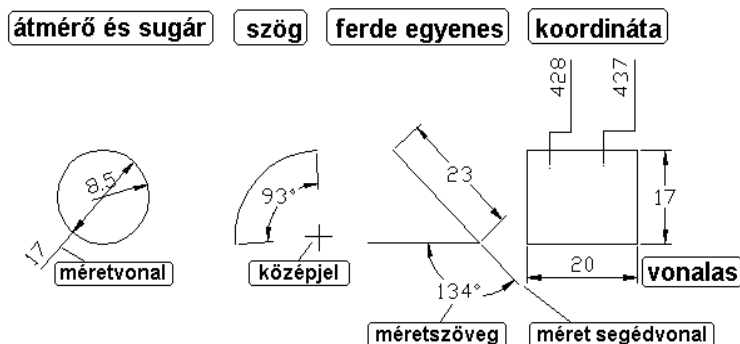 átmérő és sugár
szög
ferde egyenes
koordináta
428
437
8.5
17
méretvonal
93°
középjel
23
134°
17
20
vonalas
méretszöveg
méret segédvonal